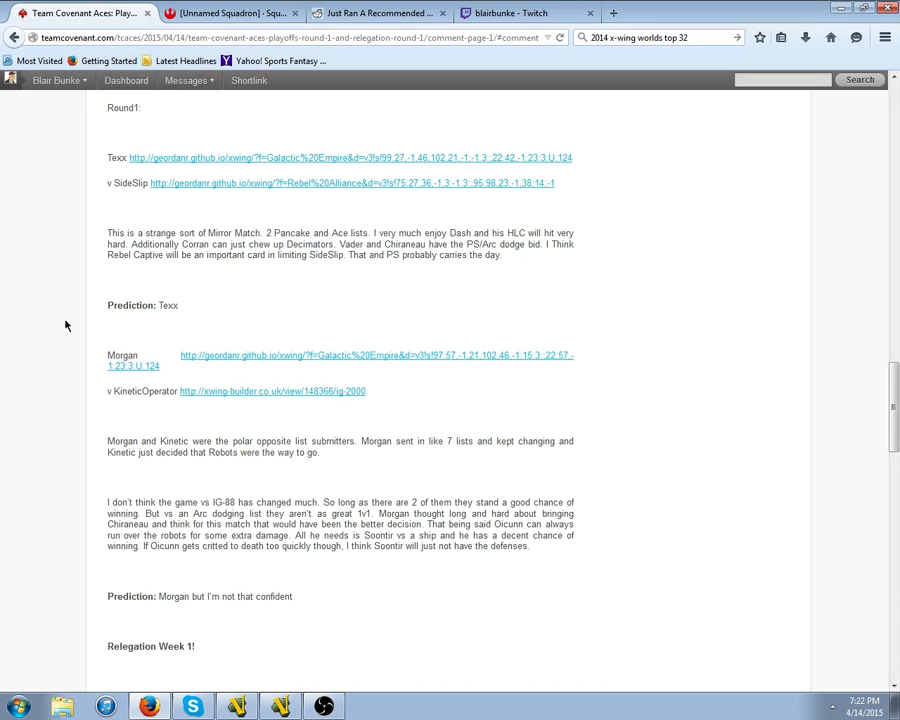 Team Covenant Aces: Play... ×
[Unnamed Squadron] - Squ... ×
Just Ran A Recommended ... ×
blairbunke - Twitch ×
+
teamcovenant.com/tcaces/2015/04/14/team-covenant-aces-playoffs-round-1-and-relegation-round-1/comment-page-1/#comment
2014 x-wing worlds top 32
Most Visited Getting Started Latest Headlines Yahoo! Sports Fantasy ...
Blair Bunke Dashboard Messages Shortlink Search
Round1:
Texx http://geordanr.github.io/xwing/?f=Galactic%20Empire&d=v3!s!99:27,-1,46,102,21,-1:-1:3:;22:42,-1:23:3:U.124
v SideSlip http://geordanr.github.io/xwing/?f=Rebel%20Alliance&d=v3!s!75:27,36,-1,3:-1:3:;95:98,23,-1:38:14:-1
This is a strange sort of Mirror Match. 2 Pancake and Ace lists. I very much enjoy Dash and his HLC will hit very
hard. Additionally Corran can just chew up Decimators. Vader and Chiraneau have the PS/Arc dodge bid. I Think
Rebel Captive will be an important card in limiting SideSlip. That and PS probably carries the day.
Prediction: Texx
Morgan http://geordanr.github.io/xwing/?f=Galactic%20Empire&d=v3!s!97:57,-1,21,102,46,-1:15:3:;22:57,-
1:23:3:U.124
v KineticOperator http://xwing-builder.co.uk/view/148366/ig-2000
Morgan and Kinetic were the polar opposite list submitters. Morgan sent in like 7 lists and kept changing and
Kinetic just decided that Robots were the way to go.
I don't think the game vs IG-88 has changed much. So long as there are 2 of them they stand a good chance of
winning. But vs an Arc dodging list they aren't as great 1v1. Morgan thought long and hard about bringing
Chiraneau and think for this match that would have been the better decision. That being said Oicunn can always
run over the robots for some extra damage. All he needs is Soontir vs a ship and he has a decent chance of
winning. If Oicunn gets critted to death too quickly though, I think Soontir will just not have the defenses.
Prediction: Morgan but I'm not that confident
Relegation Week 1!
7:22 PM
4/14/2015